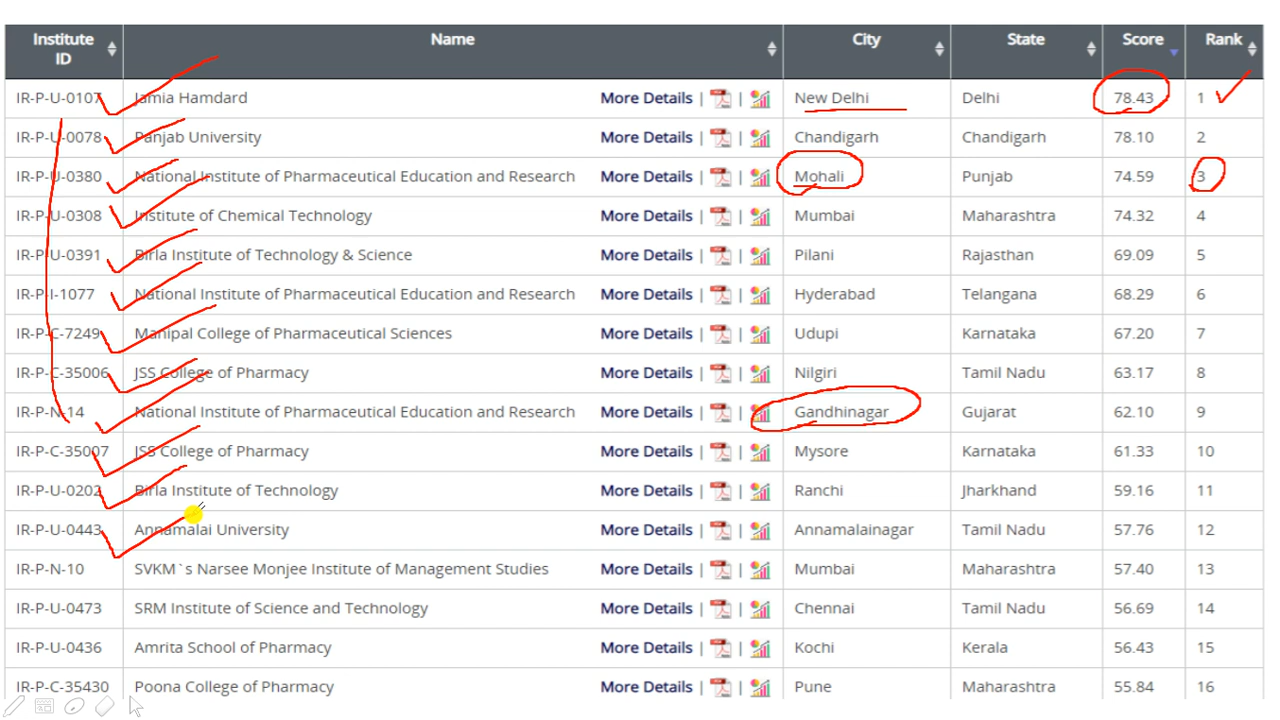 Institute ID Name City State Score Rank
IR-P-U-0107 Jamia Hamdard More Details | | New Delhi Delhi 78.43 1
IR-P-U-0078 Panjab University More Details | | Chandigarh Chandigarh 78.10 2
IR-P-U-0380 National Institute of Pharmaceutical Education and Research More Details | | Mohali Punjab 74.59 3
IR-P-U-0308 Institute of Chemical Technology More Details | | Mumbai Maharashtra 74.32 4
IR-P-U-0391 Birla Institute of Technology & Science More Details | | Pilani Rajasthan 69.09 5
IR-P-I-1077 National Institute of Pharmaceutical Education and Research More Details | | Hyderabad Telangana 68.29 6
IR-P-C-7249 Manipal College of Pharmaceutical Sciences More Details | | Udupi Karnataka 67.20 7
IR-P-C-35006 JSS College of Pharmacy More Details | | Nilgiri Tamil Nadu 63.17 8
IR-P-N-14 National Institute of Pharmaceutical Education and Research More Details | | Gandhinagar Gujarat 62.10 9
IR-P-C-35007 JSS College of Pharmacy More Details | | Mysore Karnataka 61.33 10
IR-P-U-0202 Birla Institute of Technology More Details | | Ranchi Jharkhand 59.16 11
IR-P-U-0443 Annamalai University More Details | | Annamalainagar Tamil Nadu 57.76 12
IR-P-N-10 SVKM`s Narsee Monjee Institute of Management Studies More Details | | Mumbai Maharashtra 57.40 13
IR-P-U-0473 SRM Institute of Science and Technology More Details | | Chennai Tamil Nadu 56.69 14
IR-P-U-0436 Amrita School of Pharmacy More Details | | Kochi Kerala 56.43 15
IR-P-C-35430 Poona College of Pharmacy More Details | | Pune Maharashtra 55.84 16